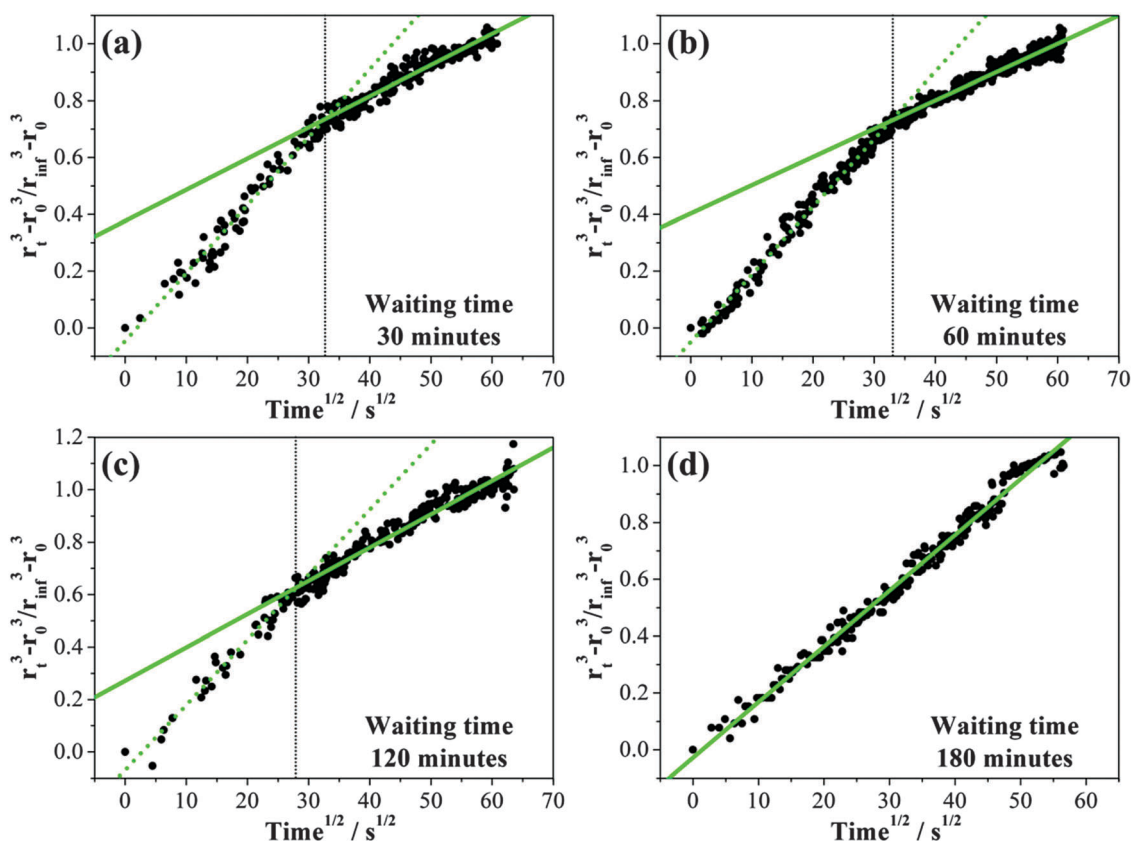 (a)
r_t^3-r_0^3/r_inf^3-r_0^3
1.0
0.8
0.6
0.4
0.2
0.0
Waiting time
30 minutes
0 10 20 30 40 50 60 70
Time^1/2 / s^1/2
(b)
r_t^3-r_0^3/r_inf^3-r_0^3
1.0
0.8
0.6
0.4
0.2
0.0
Waiting time
60 minutes
0 10 20 30 40 50 60 70
Time^1/2 / s^1/2
(c)
r_t^3-r_0^3/r_inf^3-r_0^3
1.2
1.0
0.8
0.6
0.4
0.2
0.0
Waiting time
120 minutes
0 10 20 30 40 50 60 70
Time^1/2 / s^1/2
(d)
r_t^3-r_0^3/r_inf^3-r_0^3
1.0
0.8
0.6
0.4
0.2
0.0
Waiting time
180 minutes
0 10 20 30 40 50 60
Time^1/2 / s^1/2